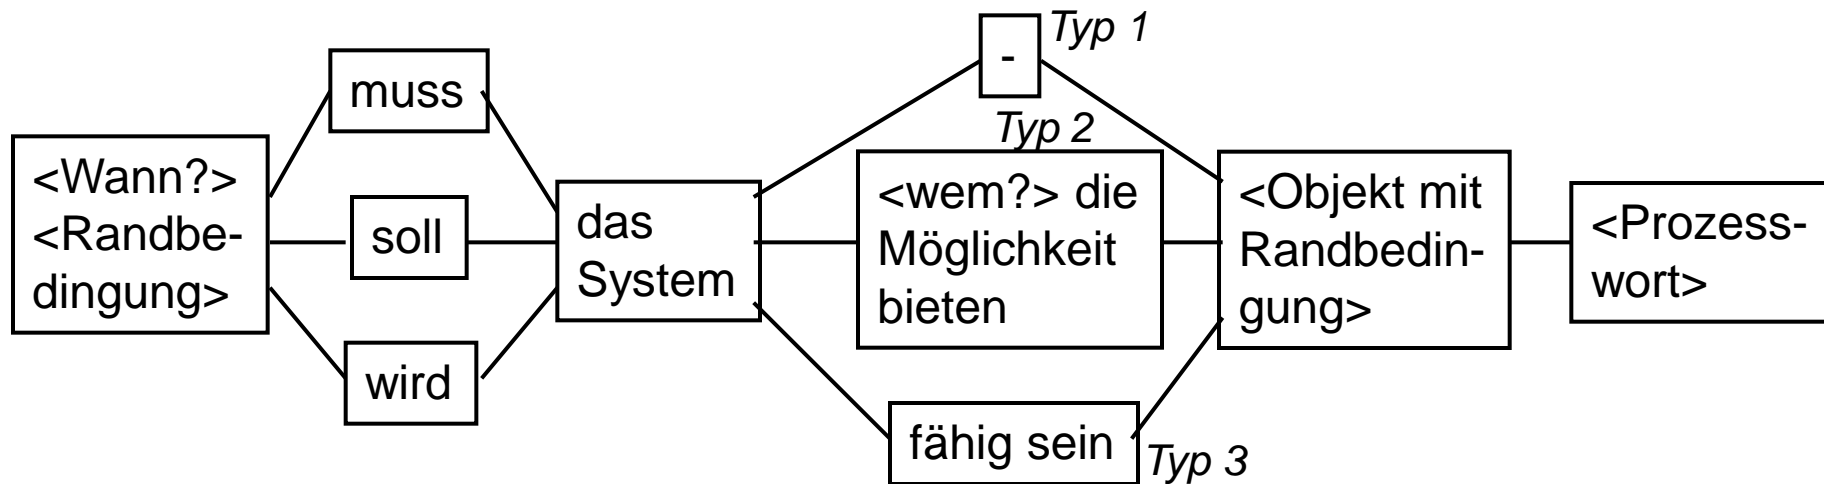 <Wann?>
<Randbe-
dingung>
muss
soll
wird
das
System
- Typ 1
Typ 2
<wem?> die
Möglichkeit
bieten
fähig sein
Typ 3
<Objekt mit
Randbedin-
gung>
<Prozess-
wort>